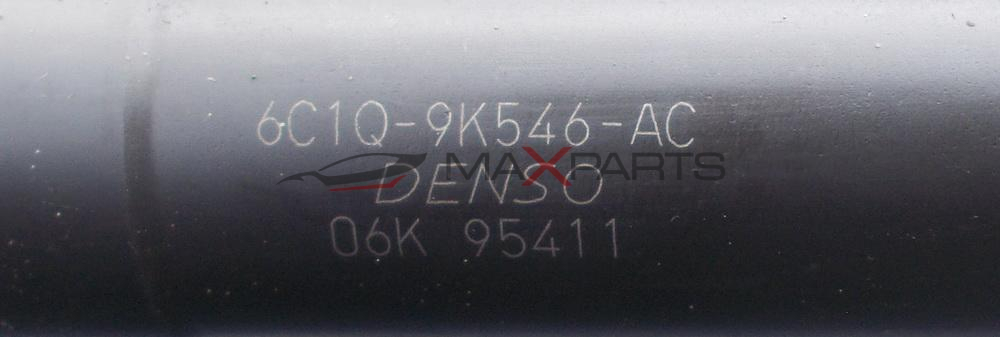 6C1Q-9K546-AC
MAXPARTS
DENSO
06K 95411